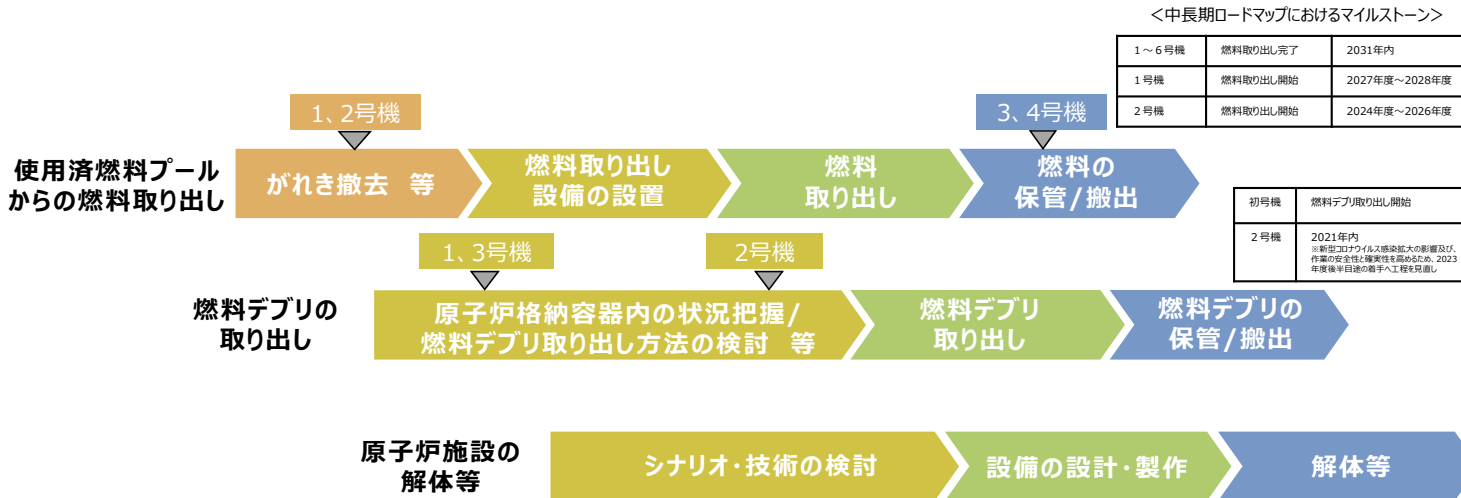 ＜中長期ロードマップにおけるマイルストーン＞
1～6号機 燃料取り出し完了 2031年内
1号機 燃料取り出し開始 2027年度～2028年度
2号機 燃料取り出し開始 2024年度～2026年度
1、2号機
3、4号機
使用済燃料プール
からの燃料取り出し
がれき撤去 等
燃料取り出し
設備の設置
燃料
取り出し
燃料の
保管/搬出
初号機 燃料デブリ取り出し開始
2号機 2021年内
※新型コロナウイルス感染拡大の影響及び、
作業の安全性と確実性を高めるため、2023
年度後半目途の着手へ工程を見直し
1、3号機
2号機
燃料デブリの
取り出し
原子炉格納容器内の状況把握/
燃料デブリ取り出し方法の検討 等
燃料デブリ
取り出し
燃料デブリの
保管/搬出
原子炉施設の
解体等
シナリオ・技術の検討
設備の設計・製作
解体等